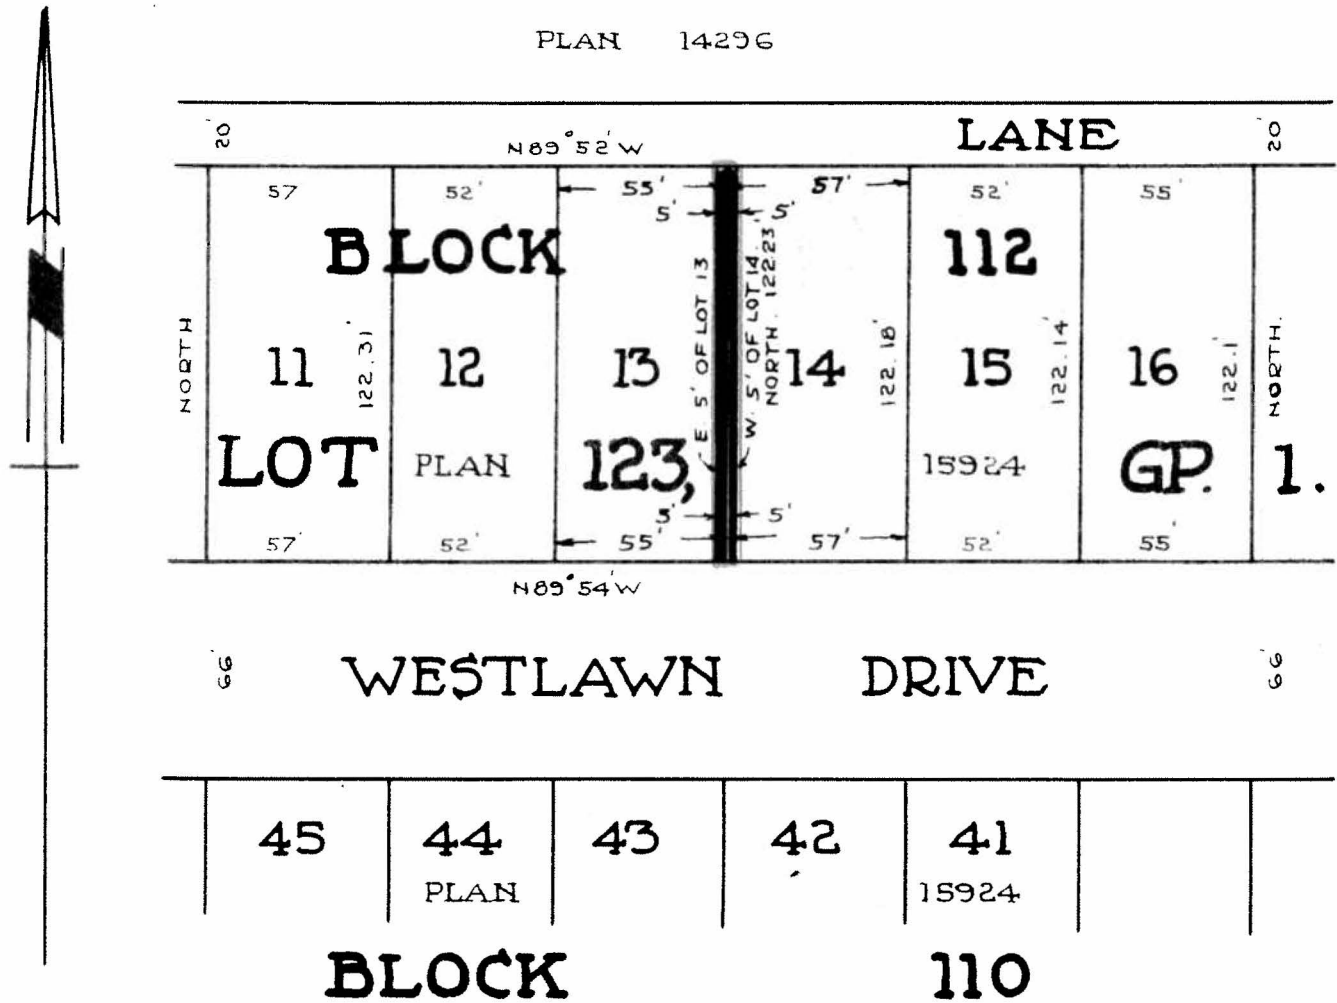 PLAN 14296
20' LANE 20'
N89°52'W
57 52' 55' 57' 52' 55'
5' 5'
BLOCK 112
NORTH 11 122.31' 12 13 E 5' OF LOT 13 W. 5' OF LOT 14. NORTH. 122.23' 14 122.18' 15 122.14' 16 122.1' NORTH.
LOT PLAN 123, 15924 GP. 1.
5' 5'
57' 52' 55' 57' 52' 55'
N89°54'W
66' WESTLAWN DRIVE 66'
45 44 43 42 41
PLAN 15924
BLOCK 110